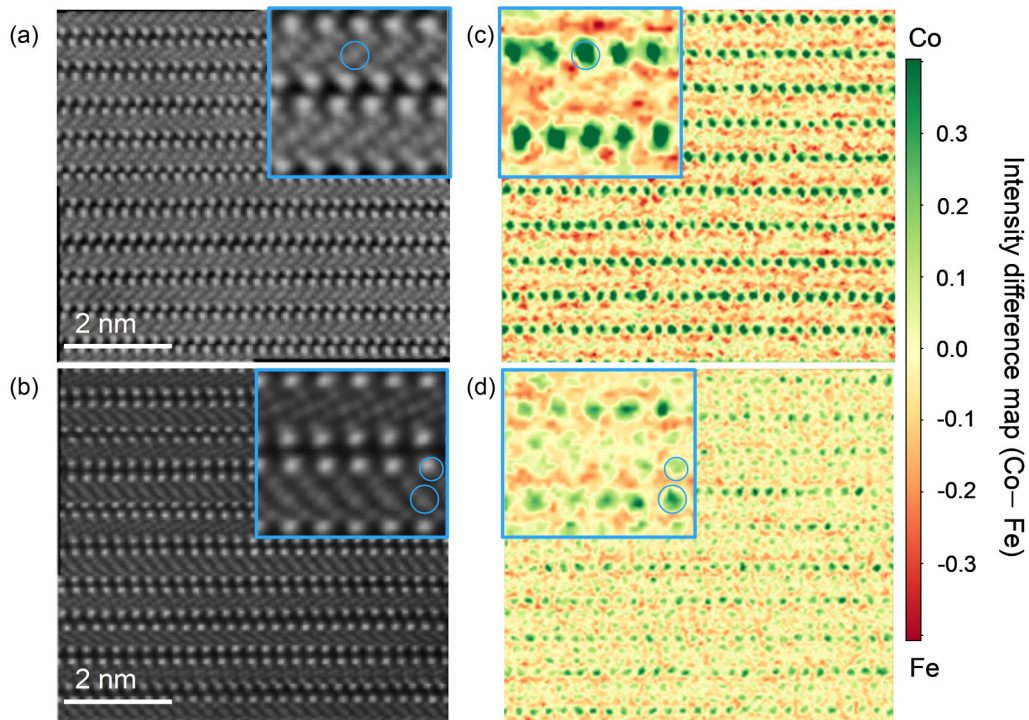 (a)
2 nm
(c)
(b)
2 nm
(d)
Co
0.3
0.2
0.1
0.0
-0.1
-0.2
-0.3
Fe
Intensity difference map (Co– Fe)